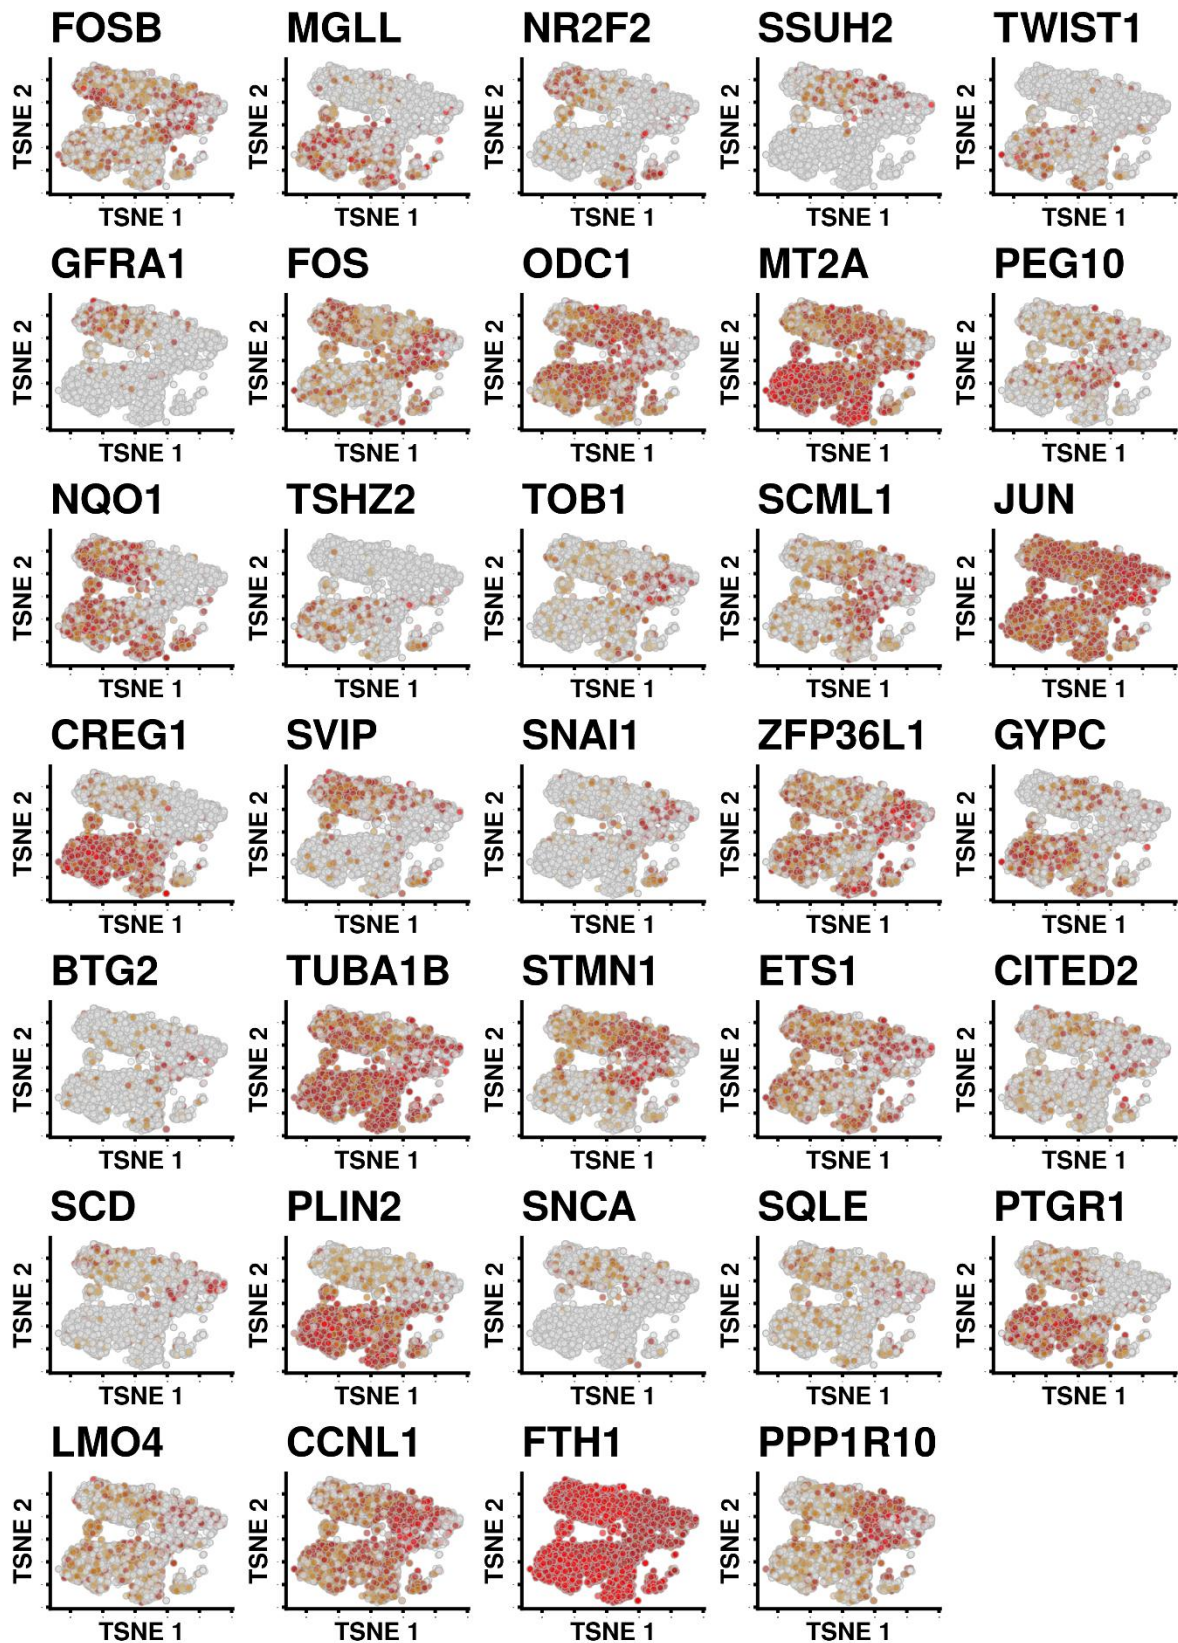 FOSB MGLL NR2F2 SSUH2 TWIST1
TSNE 2 TSNE 2 TSNE 2 TSNE 2 TSNE 2
TSNE 1 TSNE 1 TSNE 1 TSNE 1 TSNE 1
GFRA1 FOS ODC1 MT2A PEG10
TSNE 2 TSNE 2 TSNE 2 TSNE 2 TSNE 2
TSNE 1 TSNE 1 TSNE 1 TSNE 1 TSNE 1
NQO1 TSHZ2 TOB1 SCML1 JUN
TSNE 2 TSNE 2 TSNE 2 TSNE 2 TSNE 2
TSNE 1 TSNE 1 TSNE 1 TSNE 1 TSNE 1
CREG1 SVIP SNAI1 ZFP36L1 GYPC
TSNE 2 TSNE 2 TSNE 2 TSNE 2 TSNE 2
TSNE 1 TSNE 1 TSNE 1 TSNE 1 TSNE 1
BTG2 TUBA1B STMN1 ETS1 CITED2
TSNE 2 TSNE 2 TSNE 2 TSNE 2 TSNE 2
TSNE 1 TSNE 1 TSNE 1 TSNE 1 TSNE 1
SCD PLIN2 SNCA SQLE PTGR1
TSNE 2 TSNE 2 TSNE 2 TSNE 2 TSNE 2
TSNE 1 TSNE 1 TSNE 1 TSNE 1 TSNE 1
LMO4 CCNL1 FTH1 PPP1R10
TSNE 2 TSNE 2 TSNE 2 TSNE 2
TSNE 1 TSNE 1 TSNE 1 TSNE 1